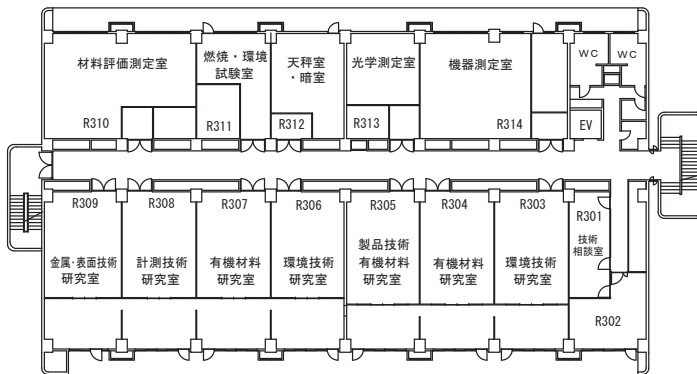 材料評価測定室
R310
燃焼・環境
試験室
R311
天秤室
・暗室
R312
光学測定室
R313
機器測定室
R314
WC
WC
EV
R309
金属・表面技術
研究室
R308
計測技術
研究室
R307
有機材料
研究室
R306
環境技術
研究室
R305
製品技術
有機材料
研究室
R304
有機材料
研究室
R303
環境技術
研究室
R301
技術
相談室
R302